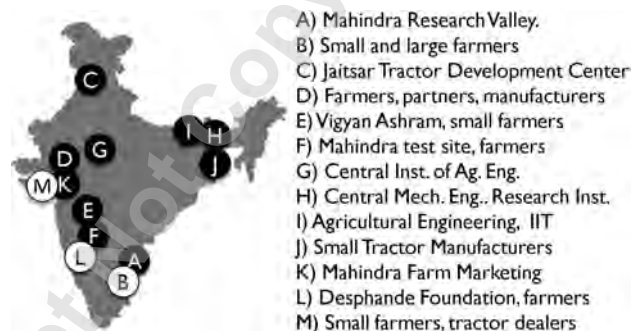 A) Mahindra Research Valley.
B) Small and large farmers
C) Jaitsar Tractor Development Center
D) Farmers, partners, manufacturers
E) Vigyan Ashram, small farmers
F) Mahindra test site, farmers
G) Central Inst. of Ag. Eng.
H) Central Mech. Eng.. Research Inst.
I) Agricultural Engineering, IIT
J) Small Tractor Manufacturers
K) Mahindra Farm Marketing
L) Desphande Foundation, farmers
M) Small farmers, tractor dealers
C
I H
D G J
M K
E
F
L A
B
Not Cop